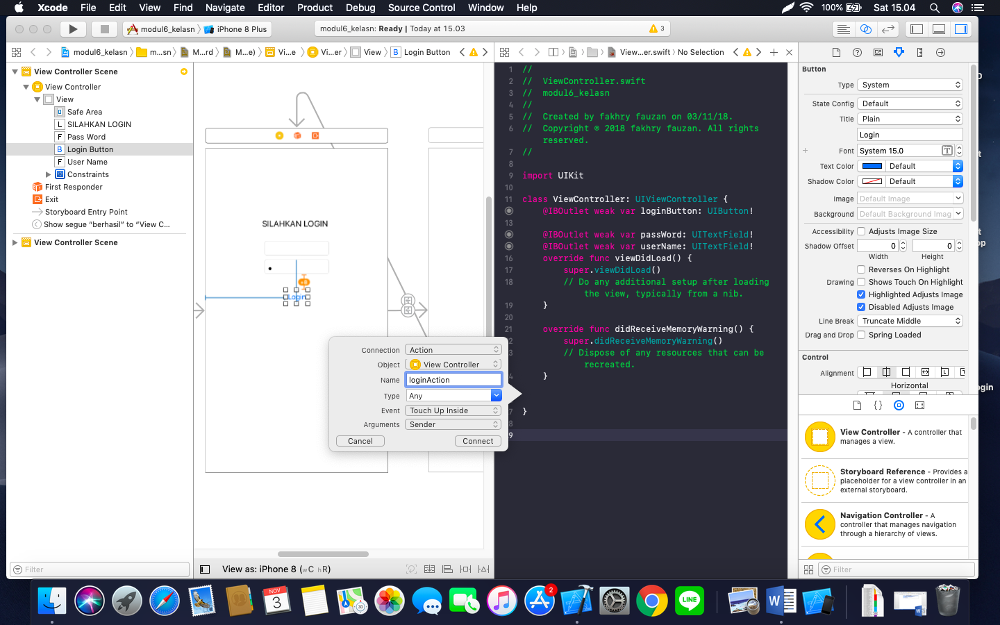 Xcode File Edit View Find Navigate Editor Product Debug Source Control Window Help 100% Sat 15.04
modul6_kelasn iPhone 8 Plus modul6_kelasn: Ready | Today at 15.03 3
modul6_kelasn m...sn M...rd M...e) Vi...e Vi...er View B Login Button View...er.swift No Selection
View Controller Scene
View Controller
View
Safe Area
L SILAHKAN LOGIN
F Pass Word
B Login Button
F User Name
Constraints
First Responder
Exit
Storyboard Entry Point
Show segue "berhasil" to "View C...
View Controller Scene
Filter
SILAHKAN LOGIN
Login
View as: iPhone 8 (wC hR)
Connection Action
Object View Controller
Name loginAction
Type Any
Event Touch Up Inside
Arguments Sender
Cancel Connect
1 //
2 // ViewController.swift
3 // modul6_kelasn
4 //
5 // Created by fakhry fauzan on 03/11/18.
6 // Copyright © 2018 fakhry fauzan. All rights
reserved.
7 //
8
9 import UIKit
10
11 class ViewController: UIViewController {
@IBOutlet weak var loginButton: UIButton!
13
@IBOutlet weak var passWord: UITextField!
@IBOutlet weak var userName: UITextField!
16 override func viewDidLoad() {
17 super.viewDidLoad()
18 // Do any additional setup after loading
the view, typically from a nib.
19 }
20
21 override func didReceiveMemoryWarning() {
2 super.didReceiveMemoryWarning()
3 // Dispose of any resources that can be
recreated.
4 }
7 }
8
9
Button
Type System
State Config Default
Title Plain
Login
Font System 15.0
Text Color Default
Shadow Color Default
Image Default Image
Background Default Background Imag
Accessibility Adjusts Image Size
Shadow Offset 0 0
Width Height
Reverses On Highlight
Drawing Shows Touch On Highlight
Highlighted Adjusts Image
Disabled Adjusts Image
Line Break Truncate Middle
Drag and Drop Spring Loaded
Control
Alignment
Horizontal
View Controller - A controller that
manages a view.
Storyboard Reference - Provides a
placeholder for a view controller in an
external storyboard.
Navigation Controller - A
controller that manages navigation
through a hierarchy of views.
Filter
NOV
3
2
LINE
W